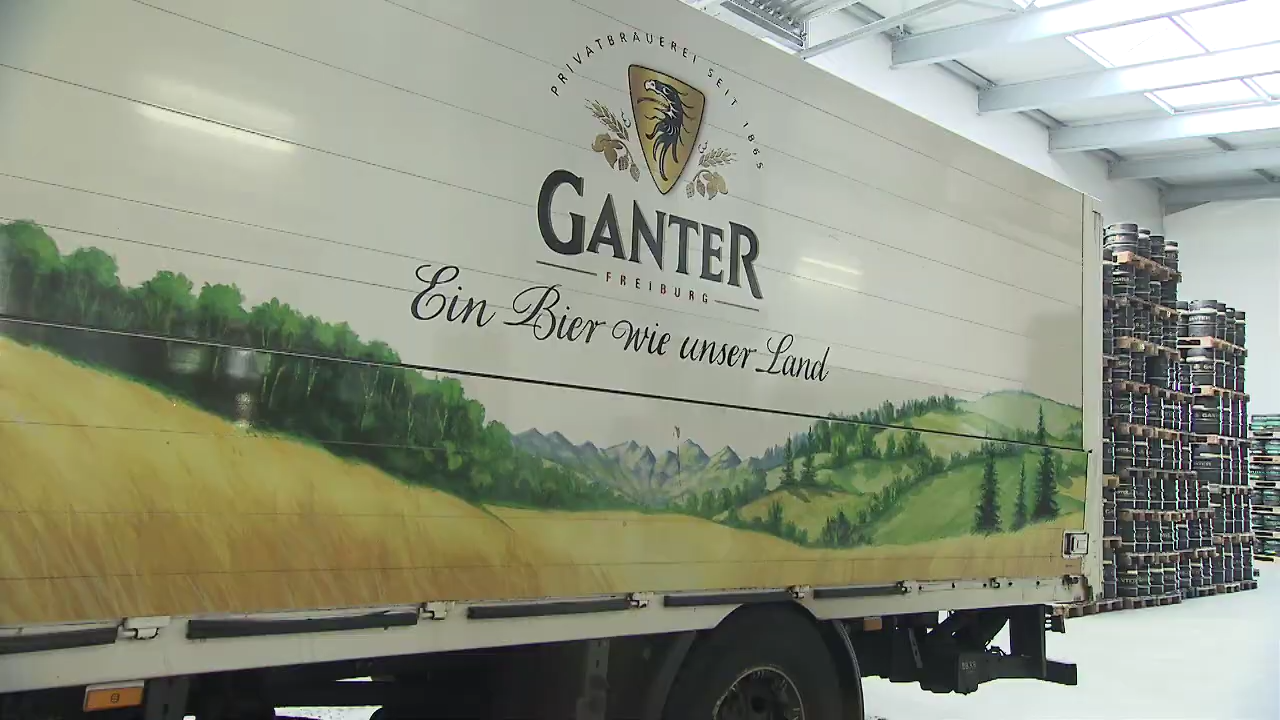 PRIVATBRAUEREI SEIT 1865
GANTER
FREIBURG
Ein Bier wie unser Land